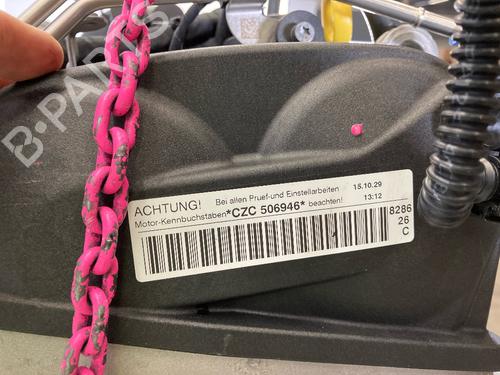 B-PARTS
ACHTUNG! Bei allen Pruef-und Einstellarbeiten 15.10.29
Motor-Kennbuchstaben *CZC 506946* beachten! 13:12
8286
26
C